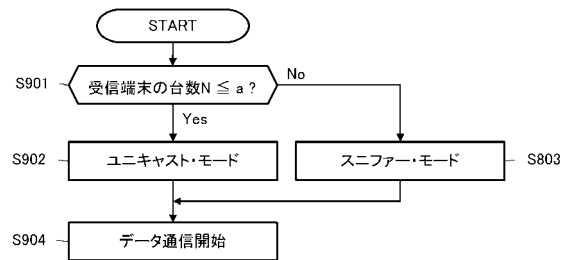 START
S901
受信端末の台数N ≦ a ?
No
Yes
S902
ユニキャスト・モード
スニファー・モード
S803
S904
データ通信開始